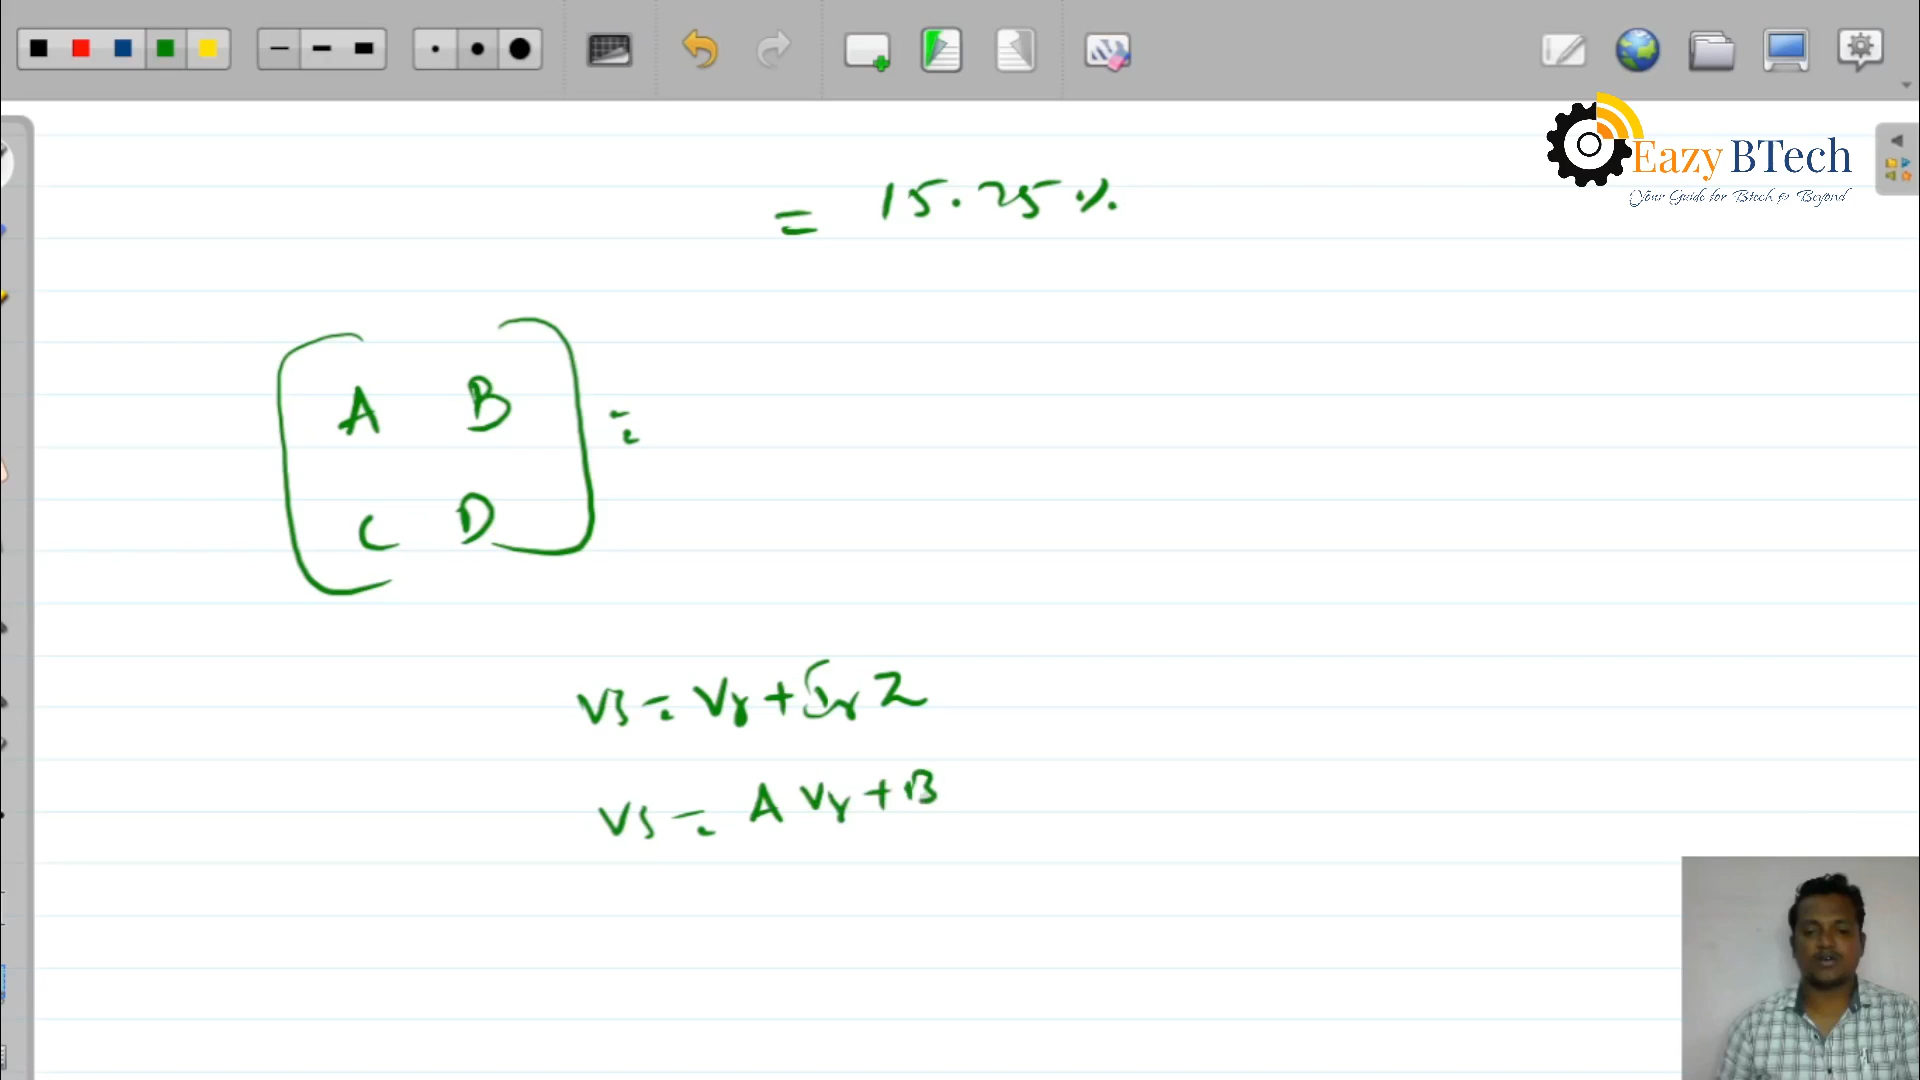 Eazy BTech
Your Guide for Btech & Beyond
= 15.25%
A B
=
C D
Vs = Vr + Ir Z
Vs = A Vr + B